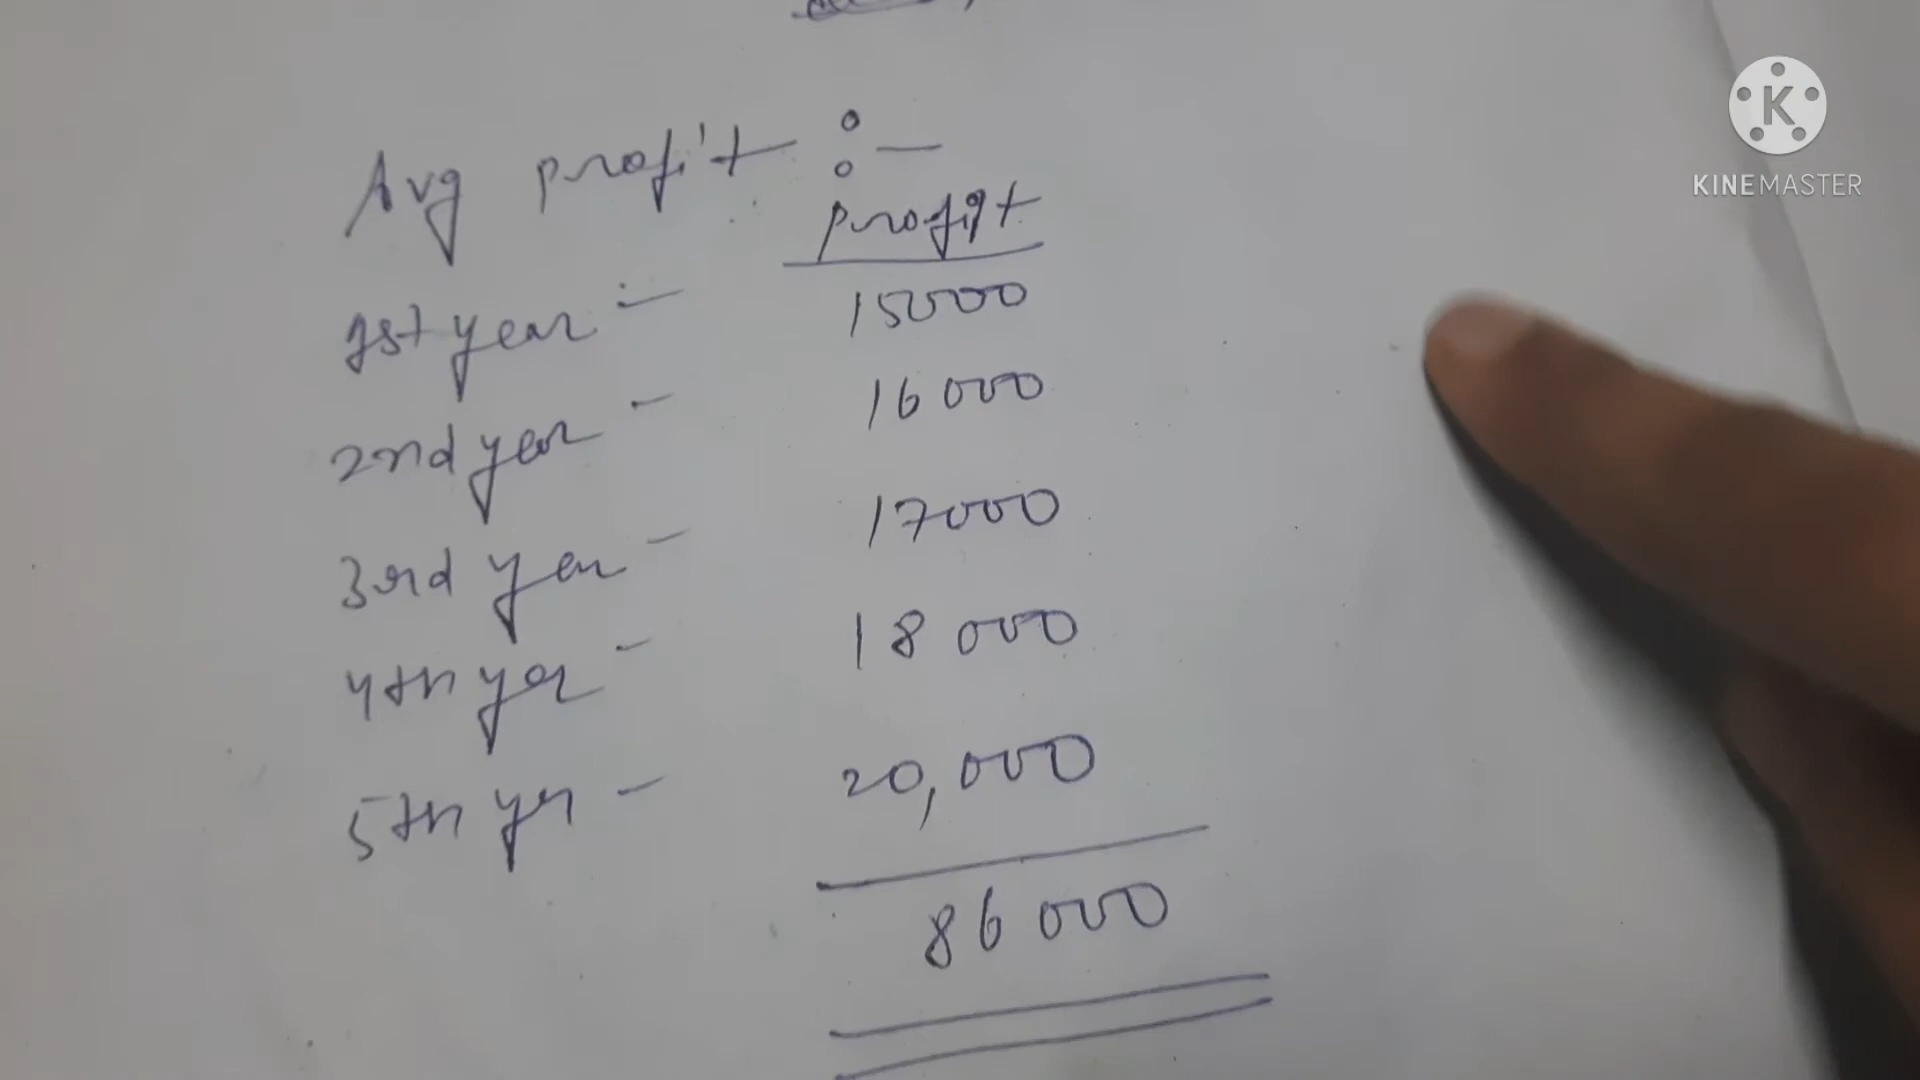 Avg profit :-
profit
1st year :- 15000
2nd year - 16000
3rd year - 17000
4th year - 18000
5th yr - 20,000
86000
K
KINEMASTER